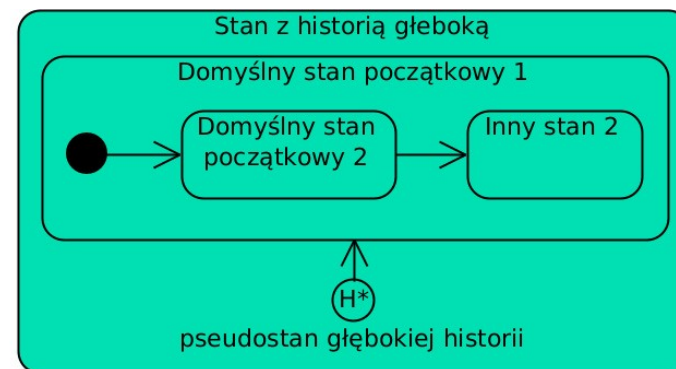 Stan z historią głeboką
Domyślny stan początkowy 1
Domyślny stan
początkowy 2
Inny stan 2
H*
pseudostan głębokiej historii